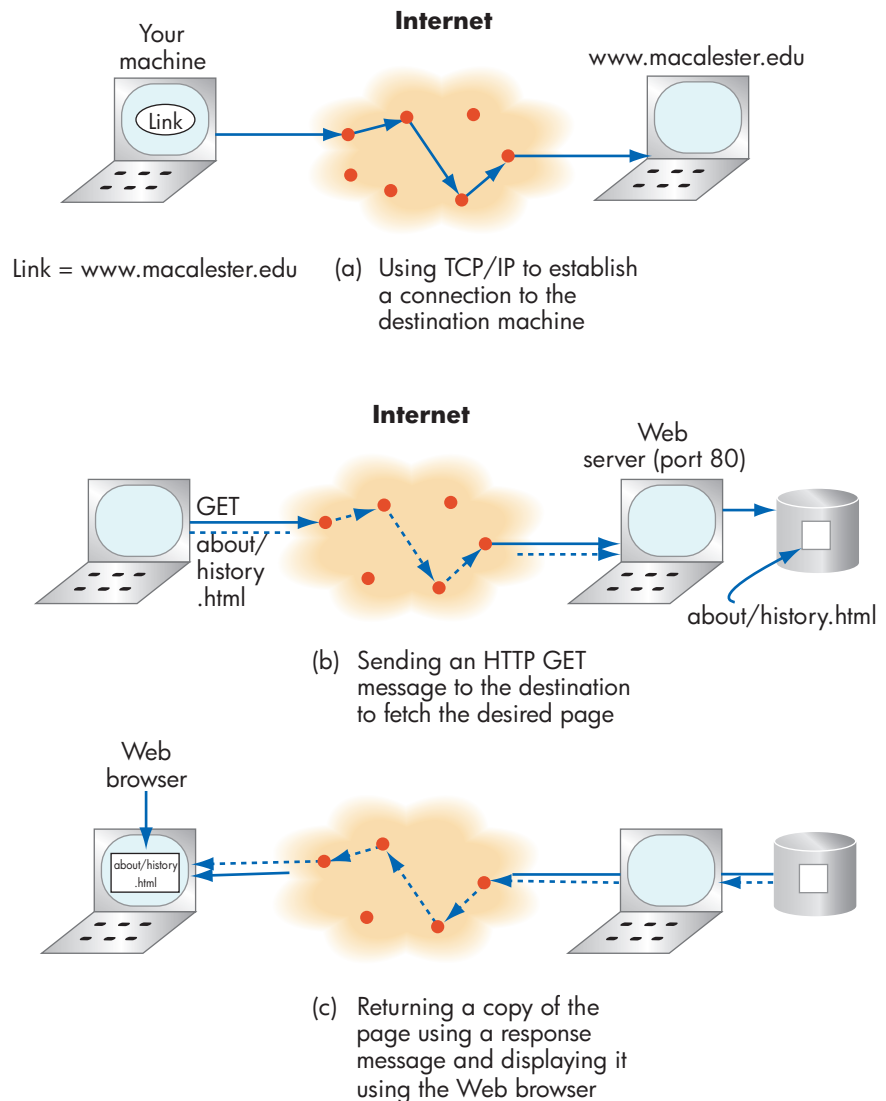 Internet
Your
machine
www.macalester.edu
Link
Link = www.macalester.edu
(a) Using TCP/IP to establish
a connection to the
destination machine
Internet
Web
server (port 80)
GET
about/
history
.html
about/history.html
(b) Sending an HTTP GET
message to the destination
to fetch the desired page
Web
browser
about/history
.html
(c) Returning a copy of the
page using a response
message and displaying it
using the Web browser